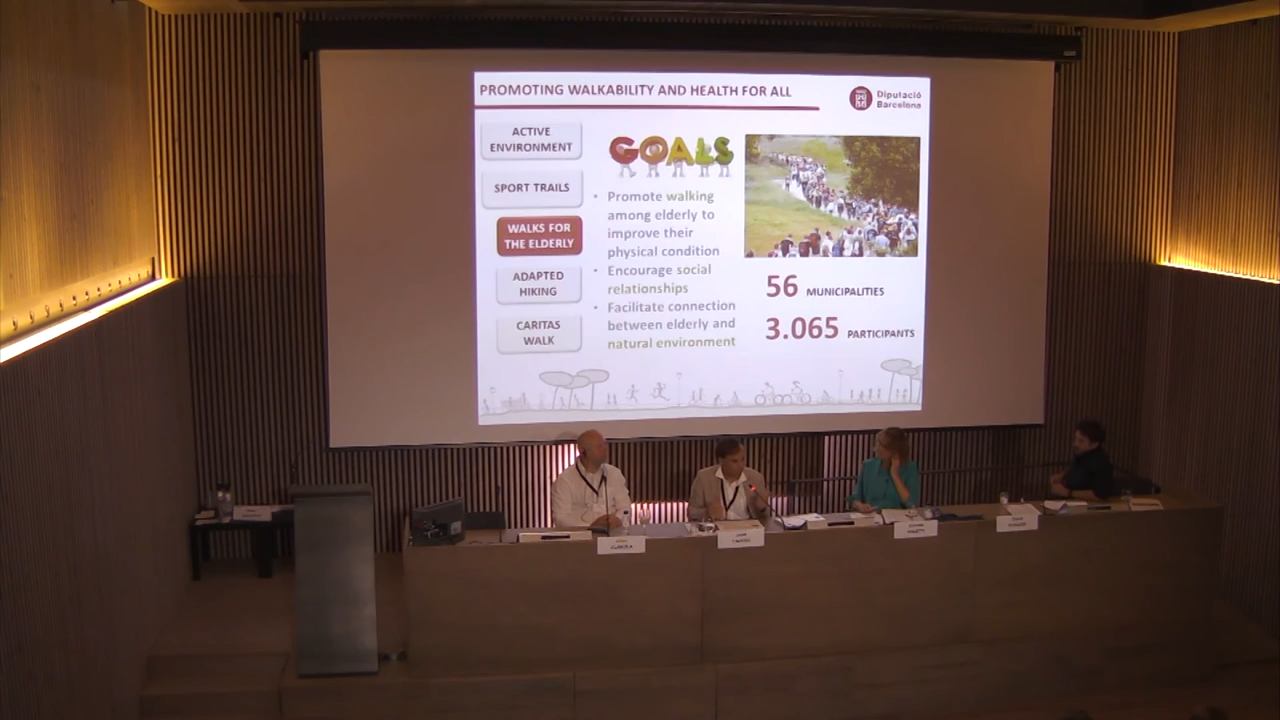 PROMOTING WALKABILITY AND HEALTH FOR ALL
Diputació
Barcelona
ACTIVE
ENVIRONMENT
SPORT TRAILS
WALKS FOR
THE ELDERLY
ADAPTED
HIKING
CARITAS
WALK
GOALS
• Promote walking
among elderly to
improve their
physical condition
• Encourage social
relationships
• Facilitate connection
between elderly and
natural environment
56 MUNICIPALITIES
3.065 PARTICIPANTS